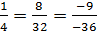 1/4 = 8/32 = -9/-36